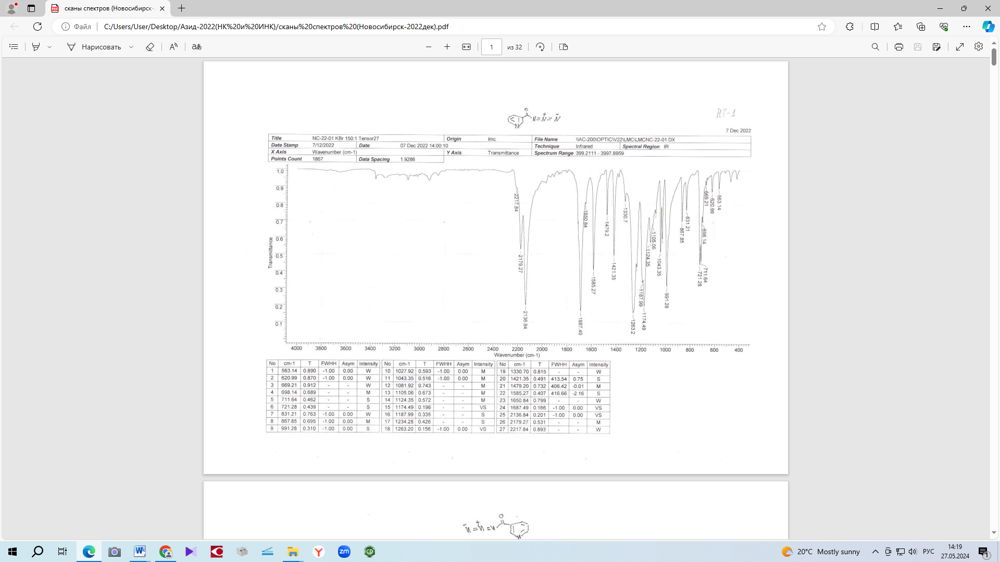 сканы спектров (Новосибирск-
Файл
C:/Users/User/Desktop/Азид-2022(НК%20и%20ИНК)/сканы%20спектров%20(Новосибирск-2022дек).pdf
Нарисовать
1 из 32
O
N=N=N
+ -
N
НГ-1
7 Dec 2022
Title NC-22-01 KBr 150:1 Tensor27 Origin lmc File Name \\AC-200\OPTIC\V22\LMC\LMCNC-22-01.DX
Date Stamp 7/12/2022 Date 07 Dec 2022 14:00:10 Technique Infrared Spectral Region IR
X Axis Wavenumber (cm-1) Y Axis Transmittance Spectrum Range 399.2111 - 3997.8959
Points Count 1867 Data Spacing 1.9286
Transmittance
1.0
0.9
0.8
0.7
0.6
0.5
0.4
0.3
0.2
0.1
2217.84
2179.27
2136.84
1687.49
1650.84
1585.27
1479.2
1421.35
1330.7
1263.2
1187.99
1174.49
1124.35
1105.06
1043.35
991.28
867.85
831.21
721.28
711.64
698.14
669.21
620.99
563.14
4000 3800 3600 3400 3200 3000 2800 2600 2400 2200 2000 1800 1600 1400 1200 1000 800 600 400
Wavenumber (cm-1)
No cm-1 T FWHH Asym Intensity No cm-1 T FWHH Asym Intensity No cm-1 T FWHH Asym Intensity
1 563.14 0.890 -1.00 0.00 W 10 1027.92 0.593 -1.00 0.00 M 19 1330.70 0.815 - - W
2 620.99 0.870 -1.00 0.00 W 11 1043.35 0.516 -1.00 0.00 M 20 1421.35 0.491 413.54 0.75 S
3 669.21 0.912 - - W 12 1081.92 0.743 - - M 21 1479.20 0.732 406.42 -0.01 M
4 698.14 0.689 - - M 13 1105.06 0.673 - - M 22 1585.27 0.407 416.66 -2.16 S
5 711.64 0.462 - - S 14 1124.35 0.572 - - M 23 1650.84 0.799 - - W
6 721.28 0.439 - - S 15 1174.49 0.196 - - VS 24 1687.49 0.166 -1.00 0.00 VS
7 831.21 0.763 -1.00 0.00 W 16 1187.99 0.335 - - S 25 2136.84 0.201 -1.00 0.00 VS
8 867.85 0.695 -1.00 0.00 M 17 1234.28 0.426 - - S 26 2179.27 0.531 - - M
9 991.28 0.310 -1.00 0.00 S 18 1263.20 0.156 -1.00 0.00 VS 27 2217.84 0.893 - - W
O
- +
N=N=N
N
20°C Mostly sunny
РУС
14:19
27.05.2024
1